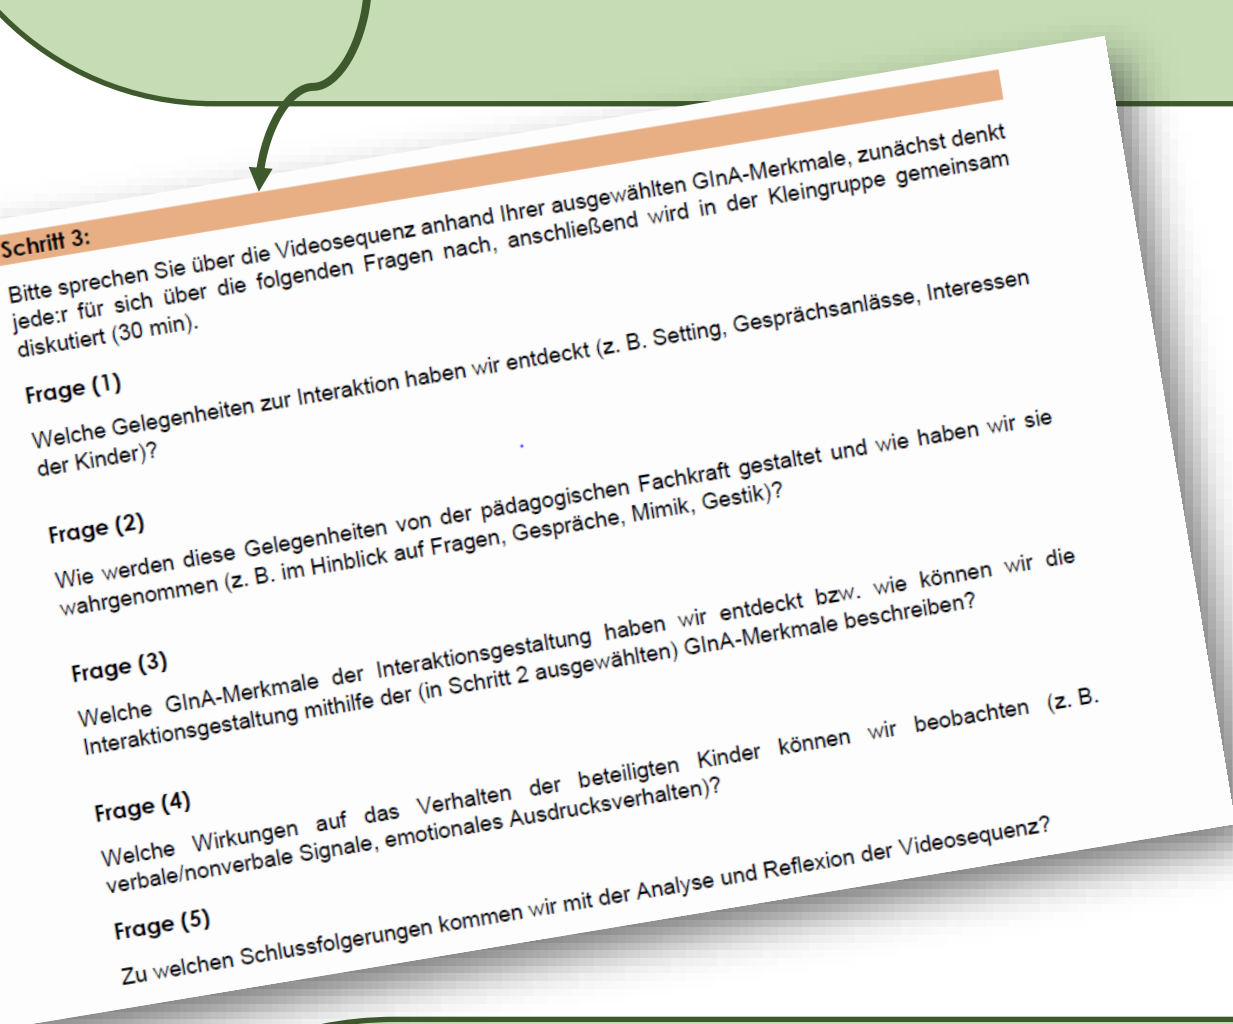 Schritt 3:
Bitte sprechen Sie über die Videosequenz anhand Ihrer ausgewählten GInA-Merkmale, zunächst denkt
jede:r für sich über die folgenden Fragen nach, anschließend wird in der Kleingruppe gemeinsam
diskutiert (30 min).
Frage (1)
Welche Gelegenheiten zur Interaktion haben wir entdeckt (z. B. Setting, Gesprächsanlässe, Interessen
der Kinder)?
Frage (2)
Wie werden diese Gelegenheiten von der pädagogischen Fachkraft gestaltet und wie haben wir sie
wahrgenommen (z. B. im Hinblick auf Fragen, Gespräche, Mimik, Gestik)?
Frage (3)
Welche GInA-Merkmale der Interaktionsgestaltung haben wir entdeckt bzw. wie können wir die
Interaktionsgestaltung mithilfe der (in Schritt 2 ausgewählten) GInA-Merkmale beschreiben?
Frage (4)
Welche Wirkungen auf das Verhalten der beteiligten Kinder können wir beobachten (z. B.
verbale/nonverbale Signale, emotionales Ausdrucksverhalten)?
Frage (5)
Zu welchen Schlussfolgerungen kommen wir mit der Analyse und Reflexion der Videosequenz?